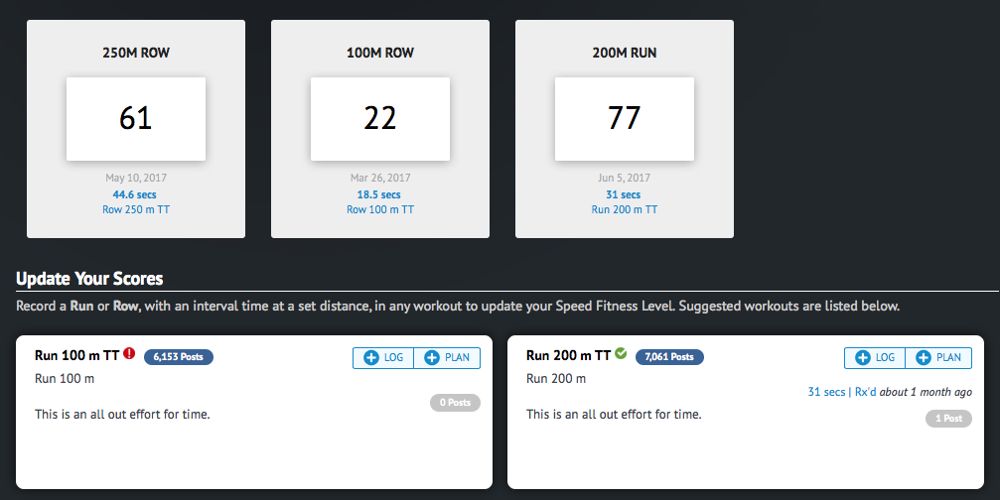 250M ROW
61
May 10, 2017
44.6 secs
Row 250 m TT
100M ROW
22
Mar 26, 2017
18.5 secs
Row 100 m TT
200M RUN
77
Jun 5, 2017
31 secs
Run 200 m TT
Update Your Scores
Record a Run or Row, with an interval time at a set distance, in any workout to update your Speed Fitness Level. Suggested workouts are listed below.
Run 100 m TT 6,153 Posts LOG PLAN
Run 100 m
0 Posts
This is an all out effort for time.
Run 200 m TT 7,061 Posts LOG PLAN
Run 200 m
31 secs | Rx'd about 1 month ago
1 Post
This is an all out effort for time.